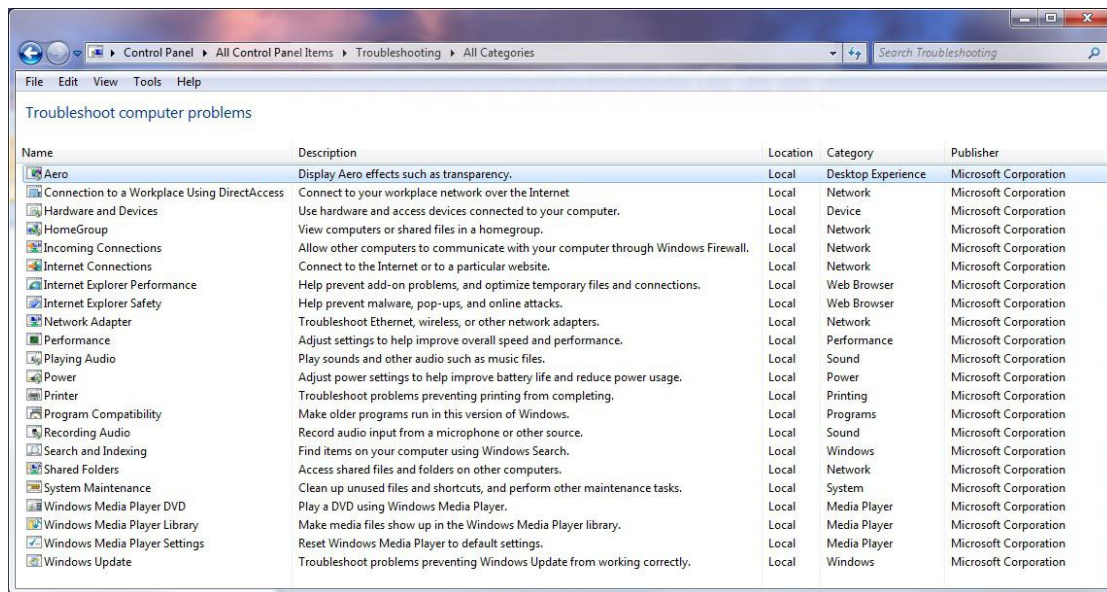 Control Panel All Control Panel Items Troubleshooting All Categories Search Troubleshooting
File Edit View Tools Help
Troubleshoot computer problems
Name Description Location Category Publisher
Aero Display Aero effects such as transparency. Local Desktop Experience Microsoft Corporation
Connection to a Workplace Using DirectAccess Connect to your workplace network over the Internet Local Network Microsoft Corporation
Hardware and Devices Use hardware and access devices connected to your computer. Local Device Microsoft Corporation
HomeGroup View computers or shared files in a homegroup. Local Network Microsoft Corporation
Incoming Connections Allow other computers to communicate with your computer through Windows Firewall. Local Network Microsoft Corporation
Internet Connections Connect to the Internet or to a particular website. Local Network Microsoft Corporation
Internet Explorer Performance Help prevent add-on problems, and optimize temporary files and connections. Local Web Browser Microsoft Corporation
Internet Explorer Safety Help prevent malware, pop-ups, and online attacks. Local Web Browser Microsoft Corporation
Network Adapter Troubleshoot Ethernet, wireless, or other network adapters. Local Network Microsoft Corporation
Performance Adjust settings to help improve overall speed and performance. Local Performance Microsoft Corporation
Playing Audio Play sounds and other audio such as music files. Local Sound Microsoft Corporation
Power Adjust power settings to help improve battery life and reduce power usage. Local Power Microsoft Corporation
Printer Troubleshoot problems preventing printing from completing. Local Printing Microsoft Corporation
Program Compatibility Make older programs run in this version of Windows. Local Programs Microsoft Corporation
Recording Audio Record audio input from a microphone or other source. Local Sound Microsoft Corporation
Search and Indexing Find items on your computer using Windows Search. Local Windows Microsoft Corporation
Shared Folders Access shared files and folders on other computers. Local Network Microsoft Corporation
System Maintenance Clean up unused files and shortcuts, and perform other maintenance tasks. Local System Microsoft Corporation
Windows Media Player DVD Play a DVD using Windows Media Player. Local Media Player Microsoft Corporation
Windows Media Player Library Make media files show up in the Windows Media Player library. Local Media Player Microsoft Corporation
Windows Media Player Settings Reset Windows Media Player to default settings. Local Media Player Microsoft Corporation
Windows Update Troubleshoot problems preventing Windows Update from working correctly. Local Windows Microsoft Corporation